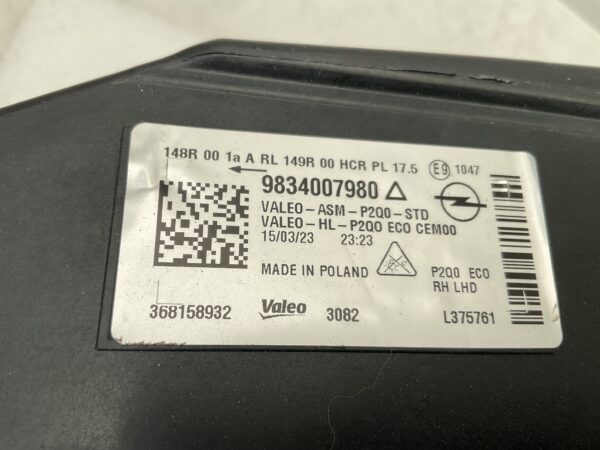 148R 00 1a A RL 149R 00 HCR PL 17.5 E9 1047
9834007980
VALEO-ASM-P2Q0-STD
VALEO-HL-P2Q0 ECO CEM00
15/03/23 23:23
MADE IN POLAND
P2Q0 ECO
RH LHD
368158932 Valeo 3082 L375761